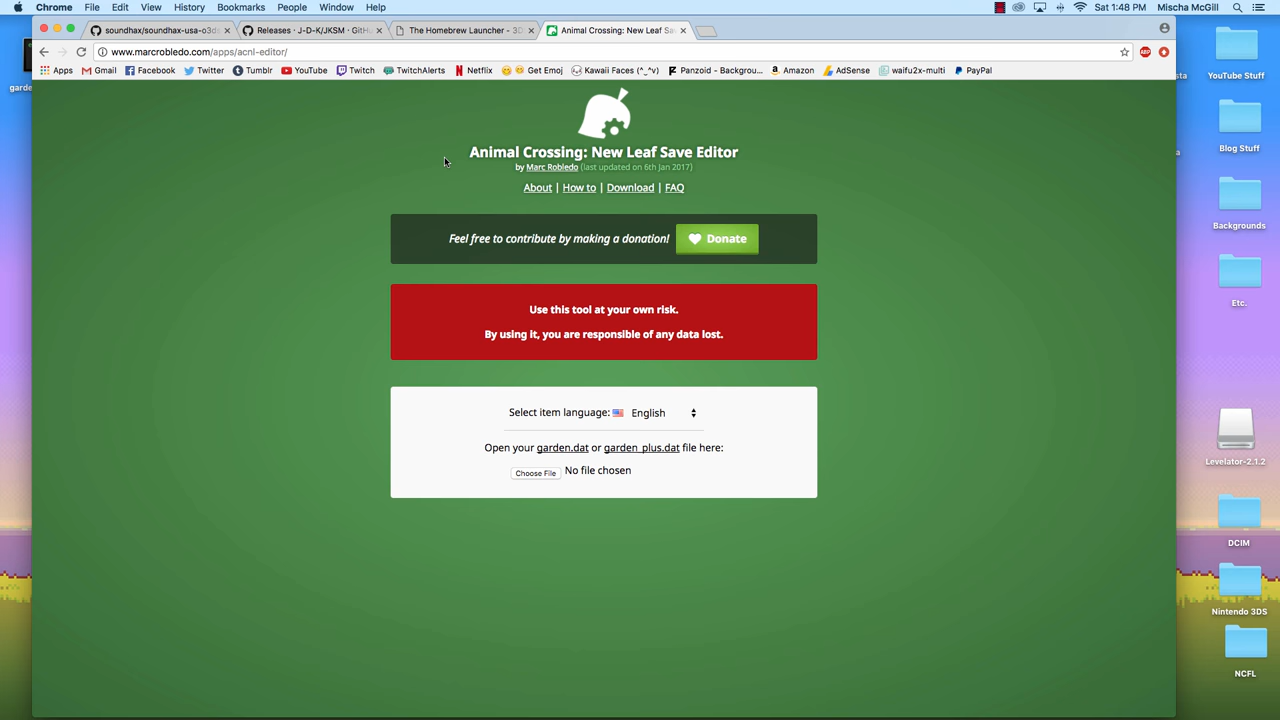 Chrome File Edit View History Bookmarks People Window Help Sat 1:48 PM Mischa McGill
soundhax/soundhax-usa-o3ds Releases · J-D-K/JKSM · GitH The Homebrew Launcher - 3D Animal Crossing: New Leaf Sa
www.marcrobledo.com/apps/acnl-editor/
Apps Gmail Facebook Twitter Tumblr YouTube Twitch TwitchAlerts Netflix Get Emoj Kawaii Faces (^_^v) Panzoid - Backgrou... Amazon AdSense waifu2x-multi PayPal
Animal Crossing: New Leaf Save Editor
by Marc Robledo (last updated on 6th Jan 2017)
About | How to | Download | FAQ
Feel free to contribute by making a donation! Donate
Use this tool at your own risk.
By using it, you are responsible of any data lost.
Select item language: English
Open your garden.dat or garden_plus.dat file here:
Choose File No file chosen
garde
YouTube Stuff
Blog Stuff
Backgrounds
Etc.
Levelator-2.1.2
DCIM
Nintendo 3DS
NCFL